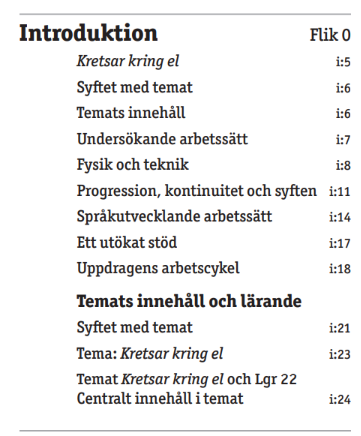 Introduktion Flik 0
Kretsar kring el i:5
Syftet med temat i:6
Temats innehåll i:6
Undersökande arbetssätt i:7
Fysik och teknik i:8
Progression, kontinuitet och syften i:11
Språkutvecklande arbetssätt i:14
Ett utökat stöd i:17
Uppdragens arbetscykel i:18
Temats innehåll och lärande
Syftet med temat i:21
Tema: Kretsar kring el i:23
Temat Kretsar kring el och Lgr 22
Centralt innehåll i temat i:24